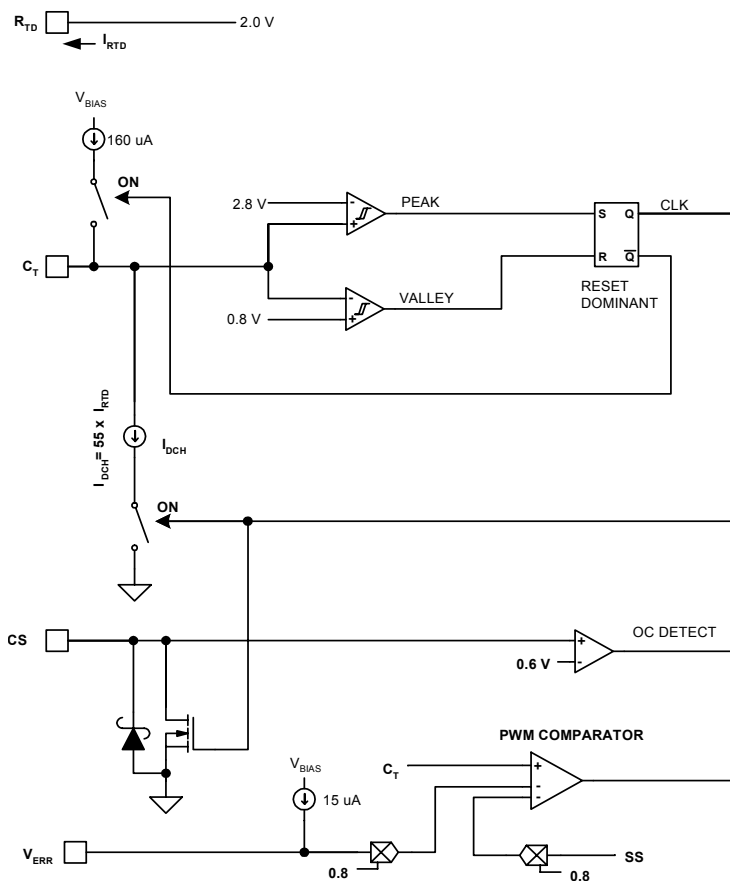 RTD
2.0 V
IRTD
VBIAS
160 uA
ON
2.8 V
-
+
PEAK
S Q
CLK
CT
R Q
RESET
DOMINANT
-
+
VALLEY
0.8 V
IDCH= 55 x IRTD
IDCH
ON
CS
+
-
0.6 V
OC DETECT
PWM COMPARATOR
CT
+
-
-
VBIAS
15 uA
VERR
0.8
SS
0.8